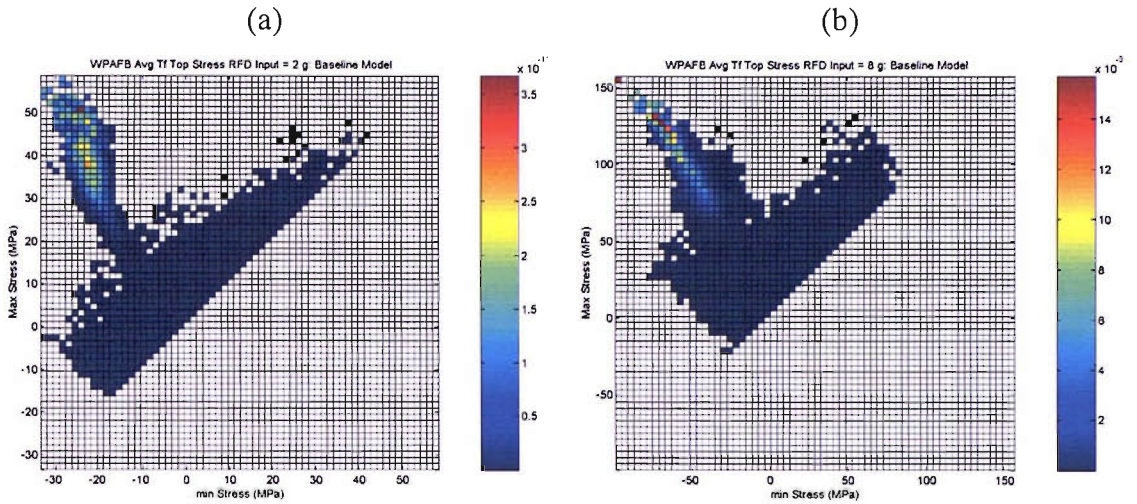 (a)
(b)
WPAFB Avg Tf Top Stress RFD Input = 2 g: Baseline Model
50
40
30
20
10
0
-10
-20
-30
Max Stress (MPa)
-30 -20 -10 0 10 20 30 40 50
min Stress (MPa)
3.5
3
2.5
2
1.5
1
0.5
WPAFB Avg Tf Top Stress RFD Input = 8 g: Baseline Model
x 10
150
100
50
0
-50
Max Stress (MPa)
-50 0 50 100 150
min Stress (MPa)
14
12
10
8
6
4
2